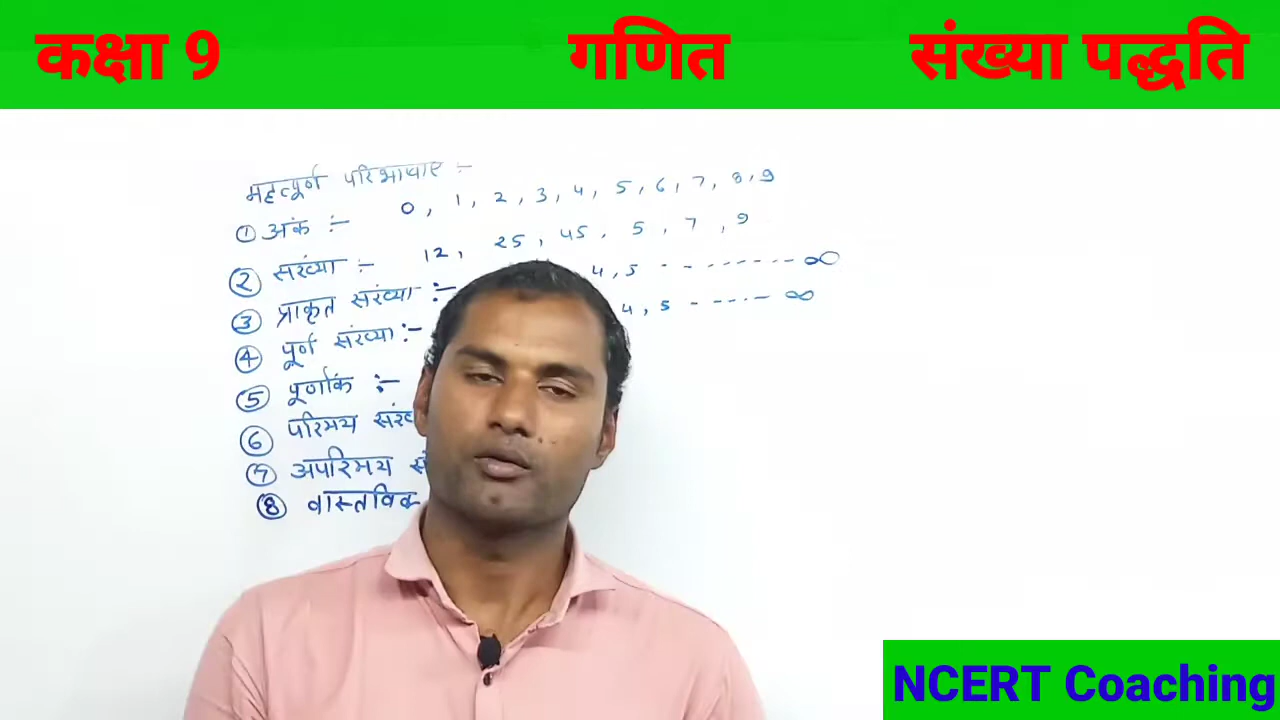 कक्षा 9 गणित संख्या पद्धति
महत्पूर्ण परिभाषाए :-
① अंक :- 0, 1, 2, 3, 4, 5, 6, 7, 8, 9
② संख्या :- 12, 25, 45, 5, 7, 9
③ प्राकृत संख्या :- 4, 5 - - - - - - - - ∞
④ पूर्ण संख्या :- 4, 5 - - - - - ∞
⑤ पूर्णांक :-
⑥ परिमय
⑦ अपरिमय
⑧ वास्तविक
NCERT Coaching